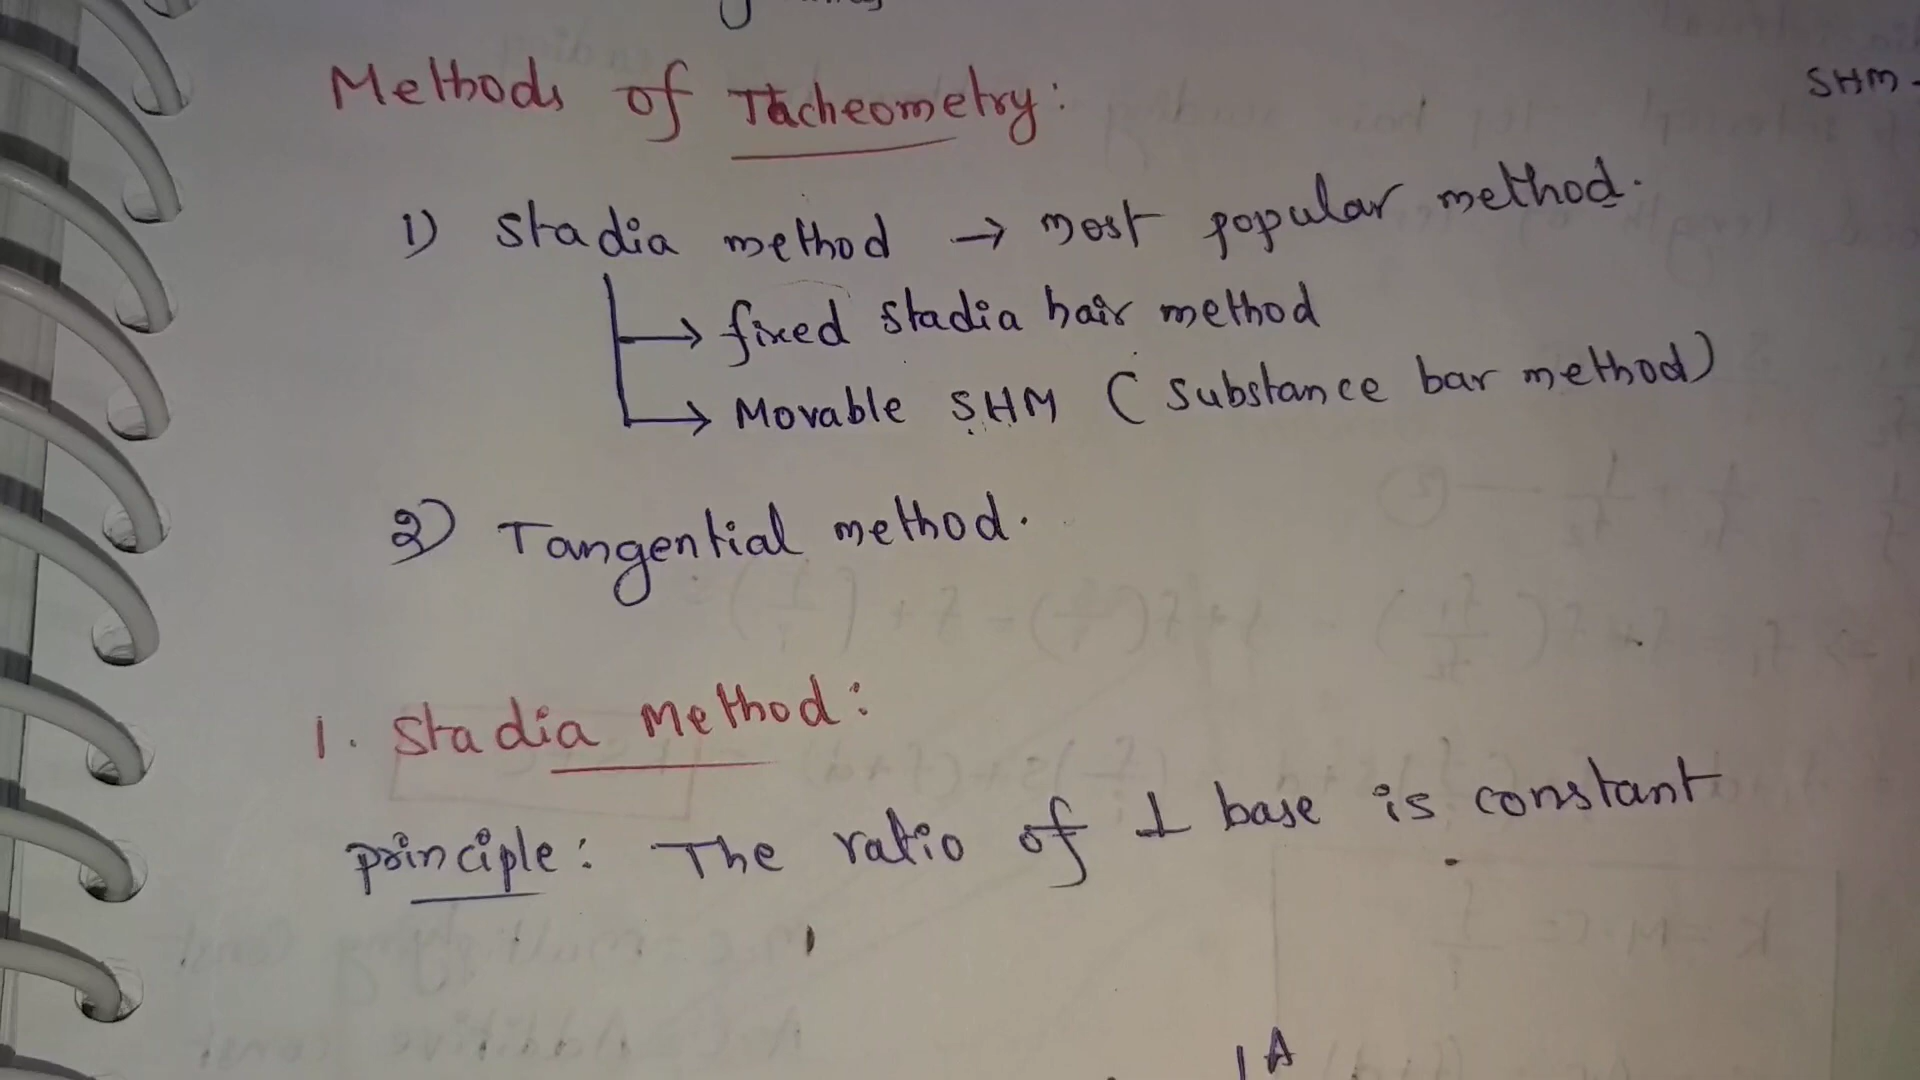 Methods of Tacheometry:
SHM-
1) Stadia method → most popular method.
→ fixed stadia hair method
→ Movable SHM (substance bar method)
2) Tangential method.
1. Stadia Method:
principle: The ratio of ⊥ base is constant
A